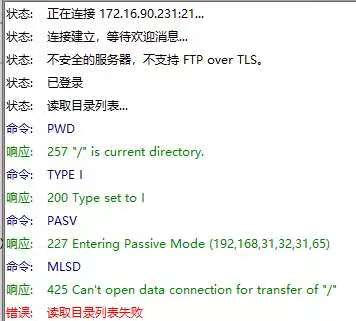 状态: 正在连接 172.16.90.231:21...
状态: 连接建立，等待欢迎消息...
状态: 不安全的服务器，不支持 FTP over TLS。
状态: 已登录
状态: 读取目录列表...
命令: PWD
响应: 257 "/" is current directory.
命令: TYPE I
响应: 200 Type set to I
命令: PASV
响应: 227 Entering Passive Mode (192,168,31,32,31,65)
命令: MLSD
响应: 425 Can't open data connection for transfer of "/"
错误: 读取目录列表失败